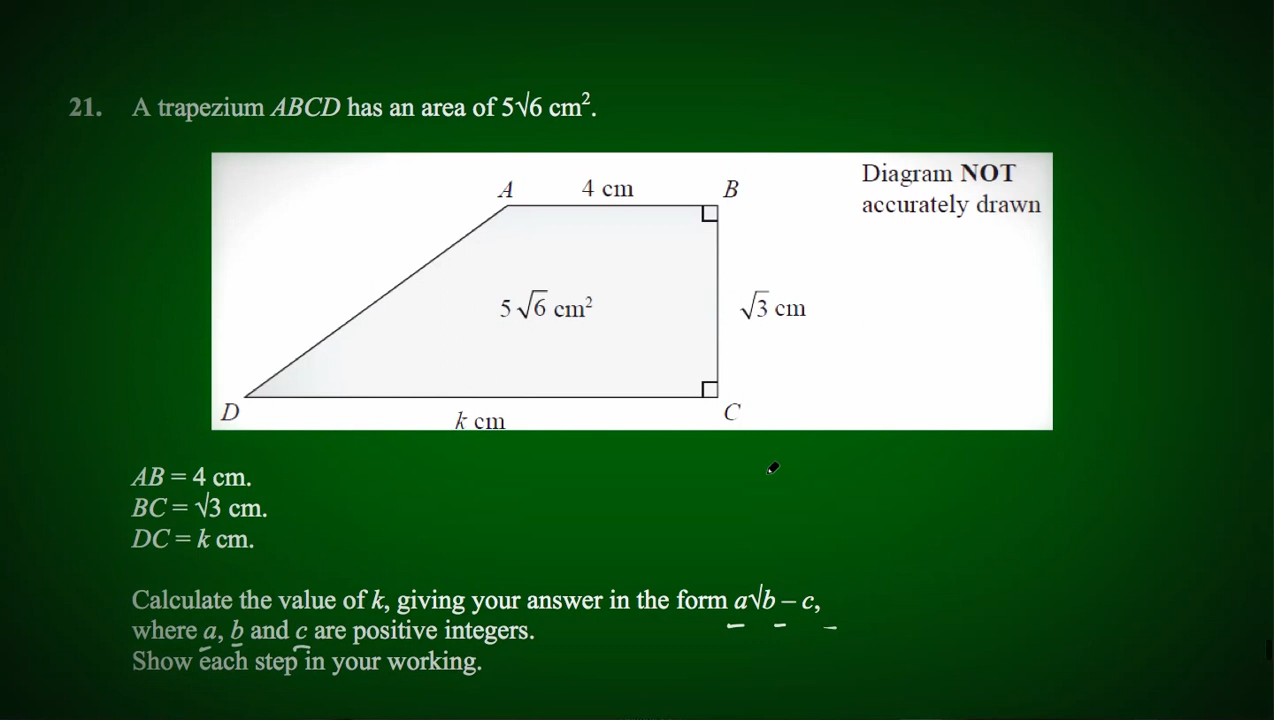 21. A trapezium ABCD has an area of 5√6 cm².
A 4 cm B
Diagram NOT
accurately drawn
5 √6 cm²
√3 cm
D
k cm
C
AB = 4 cm.
BC = √3 cm.
DC = k cm.
Calculate the value of k, giving your answer in the form a√b – c,
where a, b and c are positive integers.
Show each step in your working.